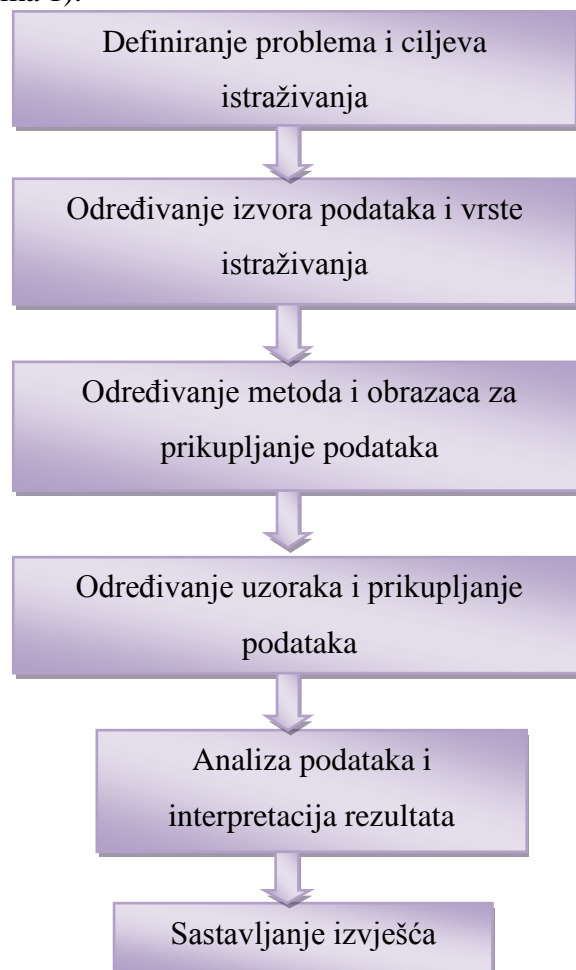 Definiranje problema i ciljeva
istraživanja
Određivanje izvora podataka i vrste
istraživanja
Određivanje metoda i obrazaca za
prikupljanje podataka
Određivanje uzoraka i prikupljanje
podataka
Analiza podataka i
interpretacija rezultata
Sastavljanje izvješća